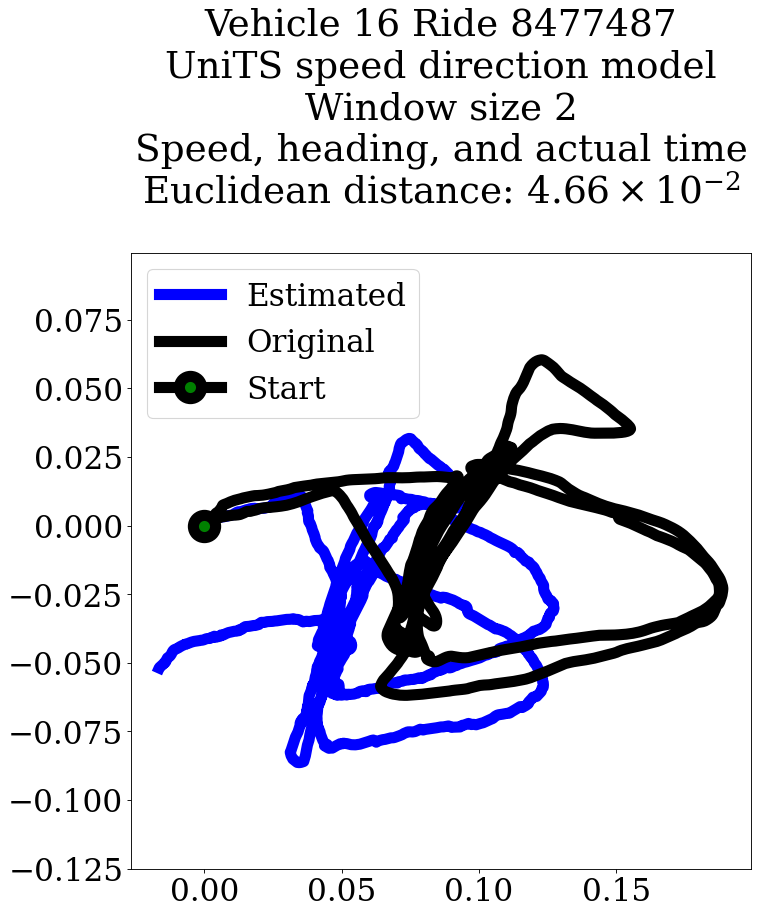 Vehicle 16 Ride 8477487
UniTS speed direction model
Window size 2
Speed, heading, and actual time
Euclidean distance: 4.66 × 10⁻²
Estimated
Original
Start
0.075
0.050
0.025
0.000
−0.025
−0.050
−0.075
−0.100
−0.125
0.00 0.05 0.10 0.15